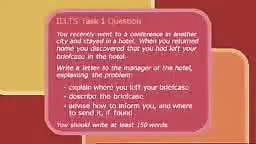 IELTS Task 1 Question
You recently went to a conference in another
city and stayed in a hotel. When you returned
home you discovered that you had left your
briefcase in the hotel.
Write a letter to the manager of the hotel,
explaining the problem:
- explain where you left your briefcase
- describe the briefcase
- advise how to inform you, and where
to send it, if found
You should write at least 150 words.